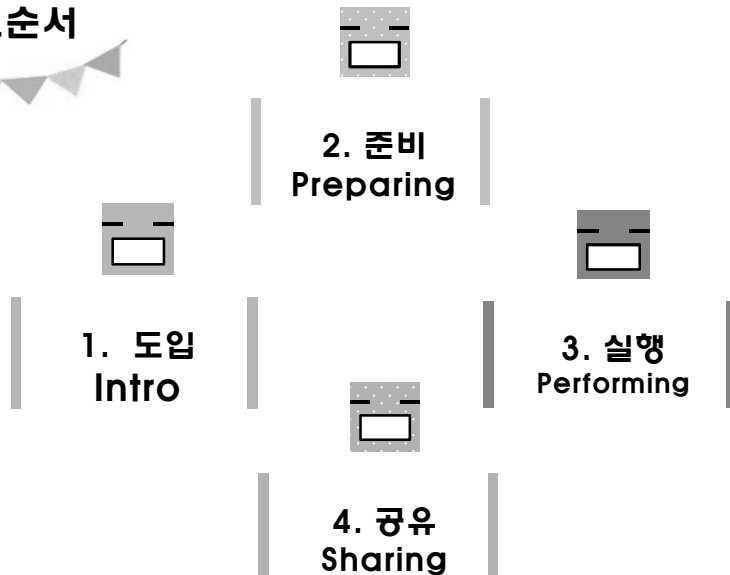 순서
1. 도입
Intro
2. 준비
Preparing
3. 실행
Performing
4. 공유
Sharing